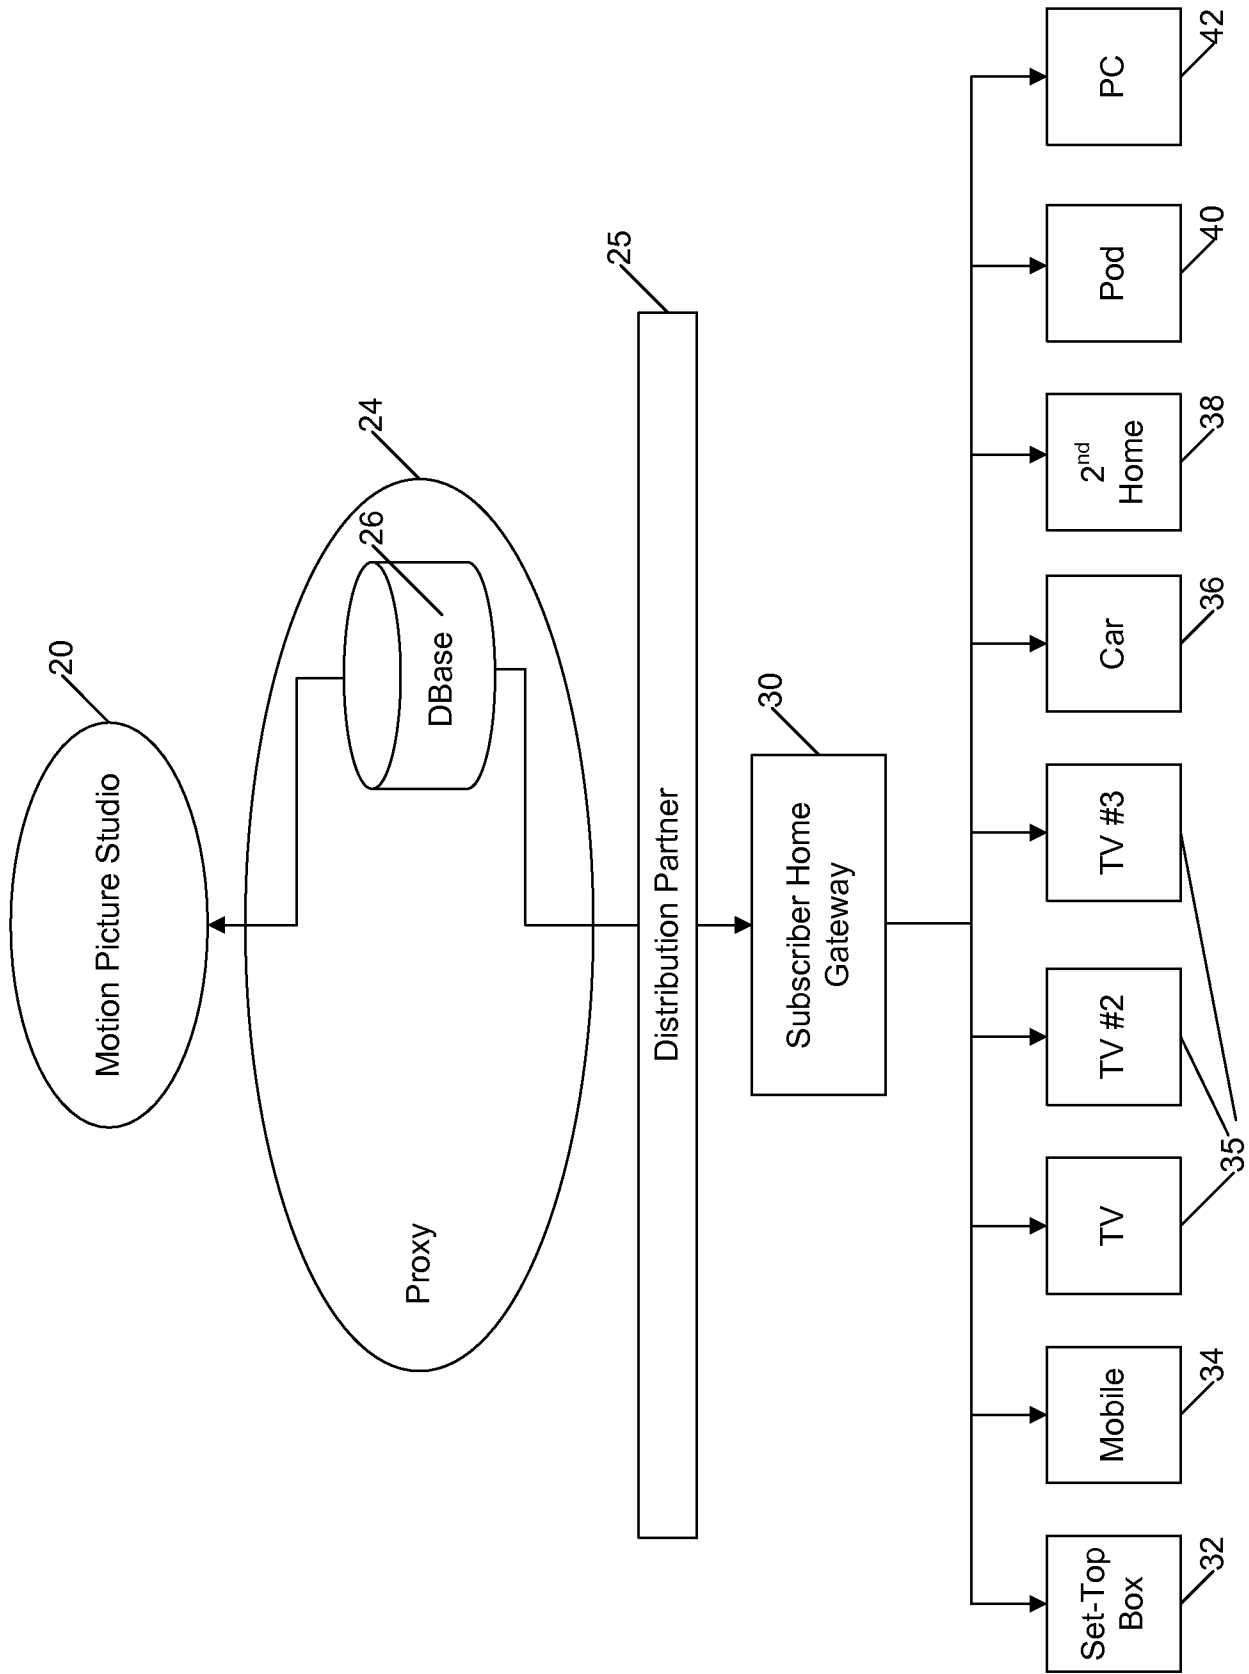 20
Motion Picture Studio
24
26
DBase
Proxy
25
Distribution Partner
30
Subscriber Home
Gateway
Set-Top
Box
32
Mobile
34
TV
TV #2
TV #3
35
Car
36
2nd
Home
38
Pod
40
PC
42